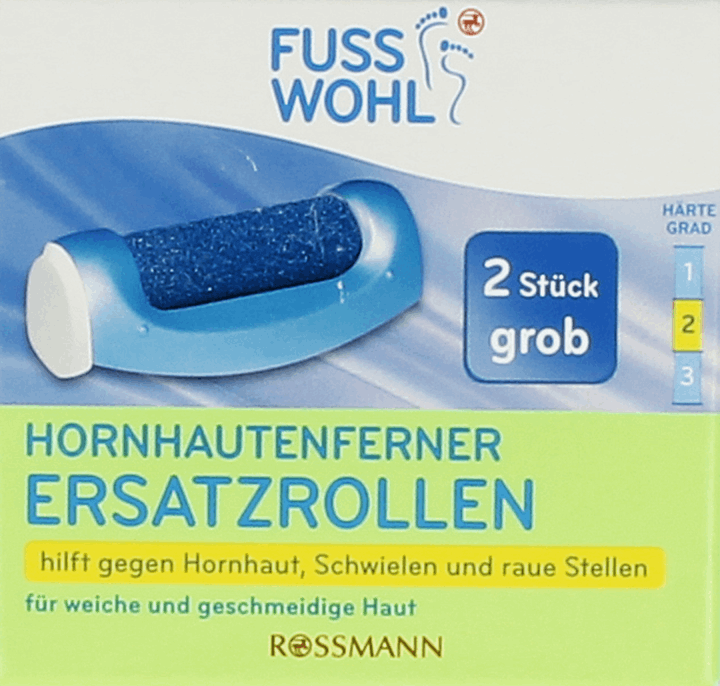 FUSS
WOHL
HÄRTE
GRAD
1
2 Stück
grob
2
3
HORNHAUTENFERNER
ERSATZROLLEN
hilft gegen Hornhaut, Schwielen und raue Stellen
für weiche und geschmeidige Haut
ROSSMANN